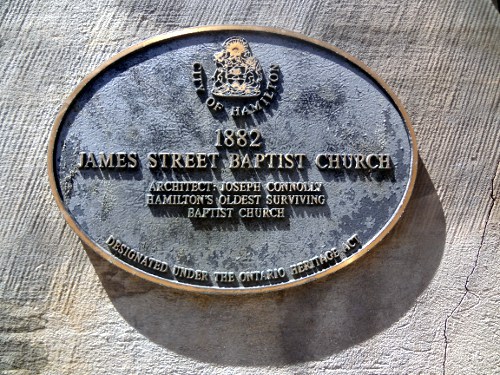 CITY OF HAMILTON
1882
JAMES STREET BAPTIST CHURCH
ARCHITECT: JOSEPH CONNOLLY
HAMILTON'S OLDEST SURVIVING
BAPTIST CHURCH
DESIGNATED UNDER THE ONTARIO HERITAGE ACT